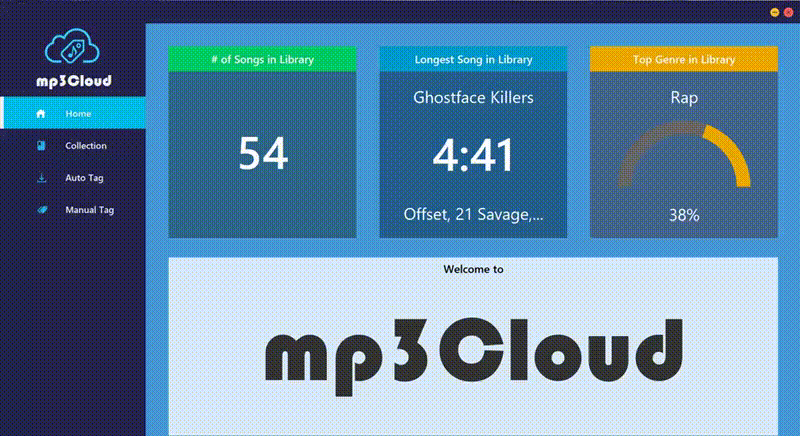 mp3Cloud
Home
Collection
Auto Tag
Manual Tag
# of Songs in Library
54
Longest Song in Library
Ghostface Killers
4:41
Offset, 21 Savage,...
Top Genre in Library
Rap
38%
Welcome to
mp3Cloud